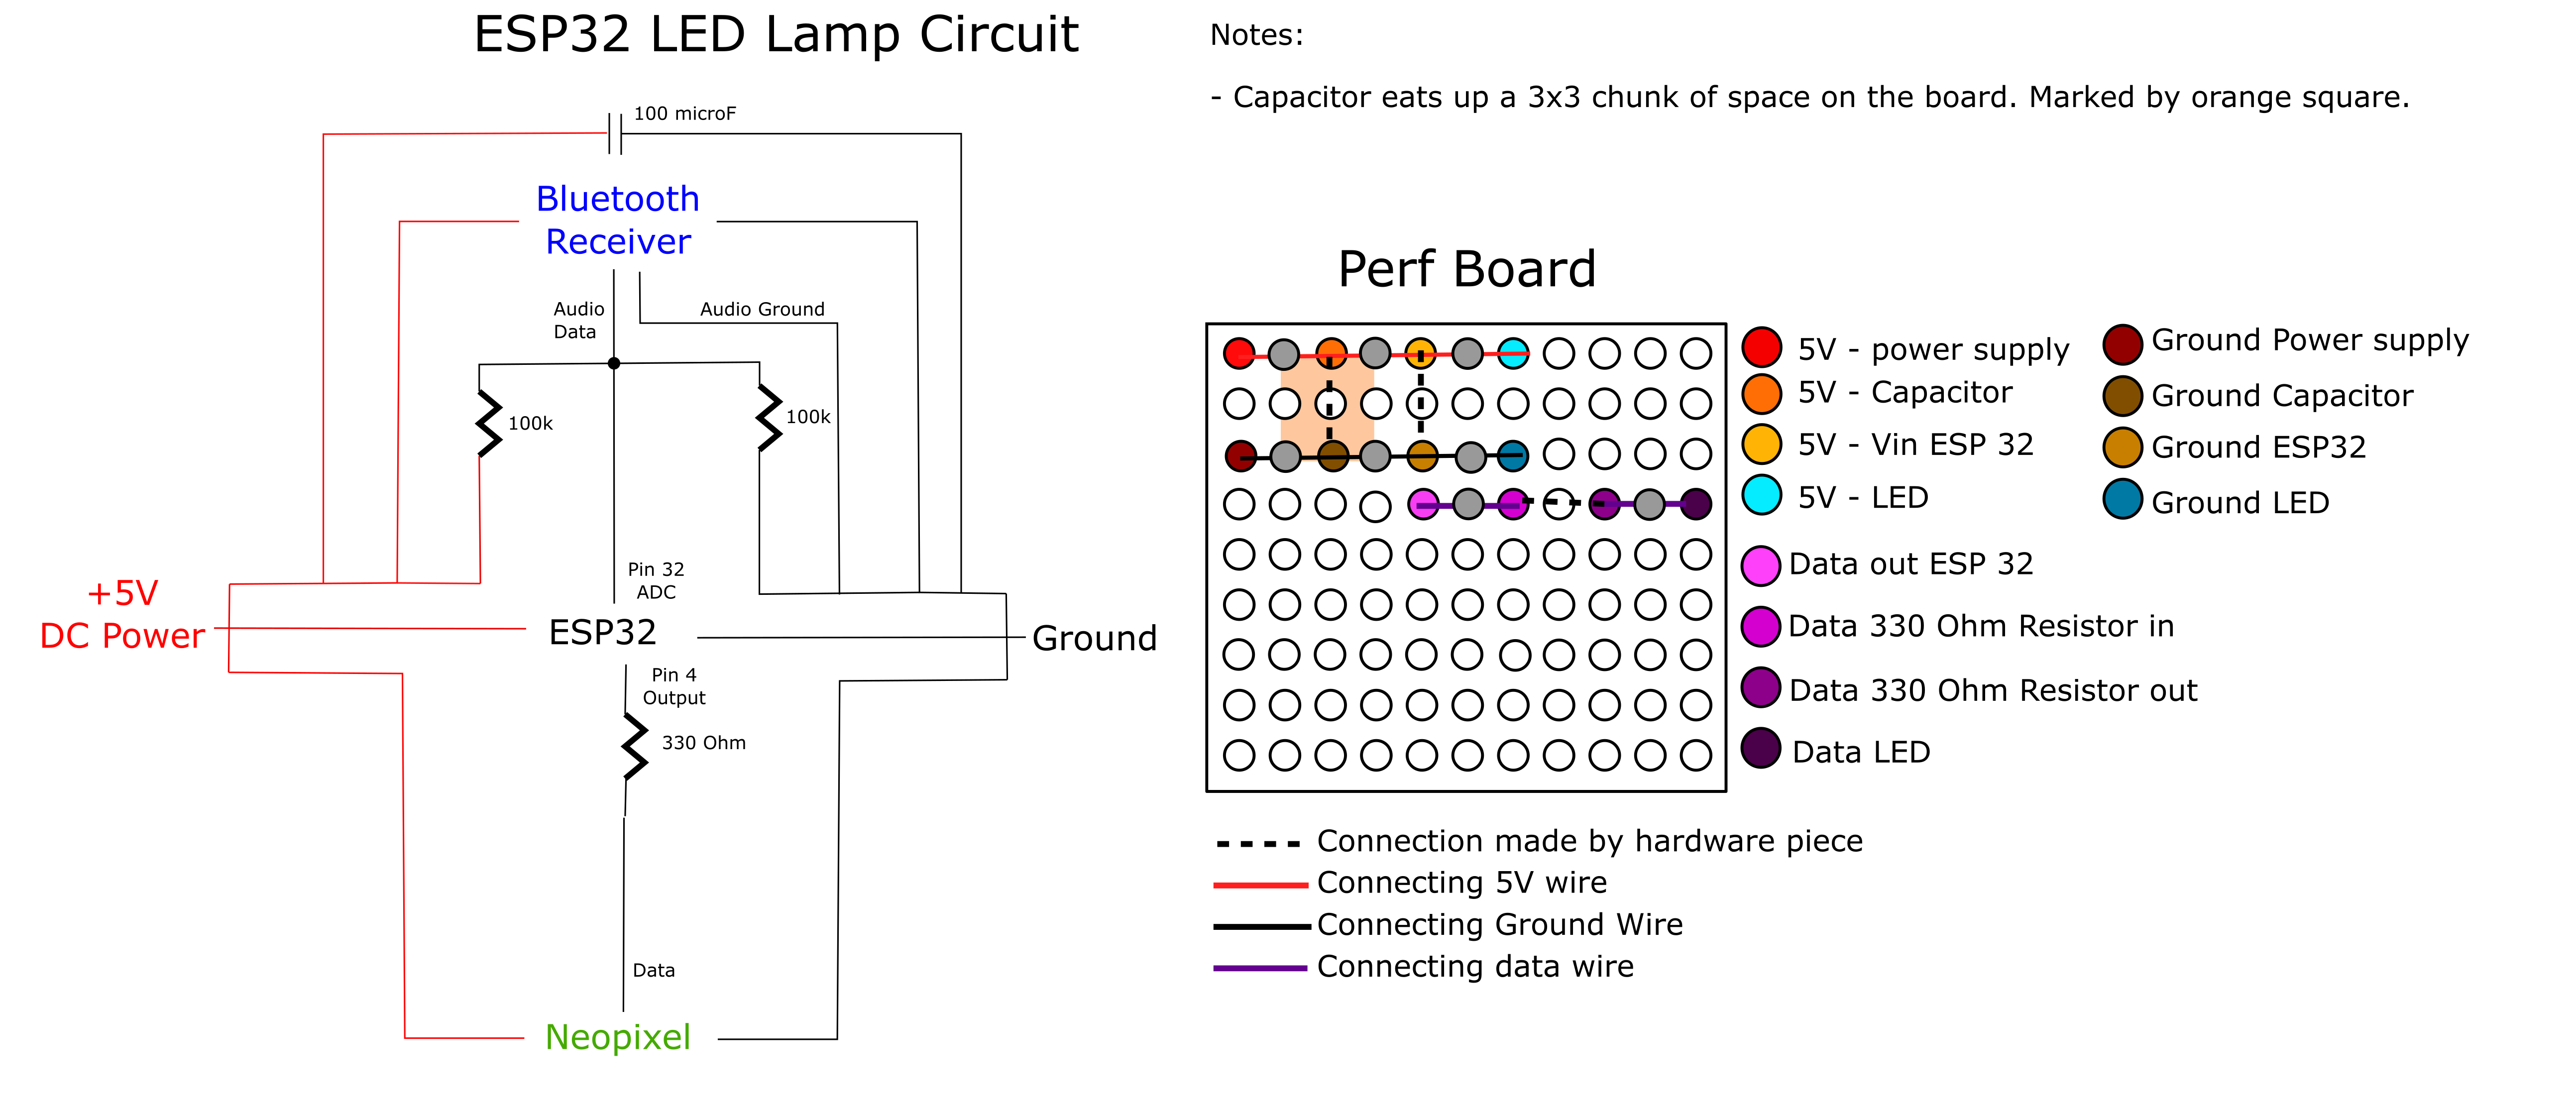 ESP32 LED Lamp Circuit
100 microF
Bluetooth
Receiver
Audio
Data
Audio Ground
100k
100k
Pin 32
ADC
+5V
DC Power
ESP32
Ground
Pin 4
Output
330 Ohm
Data
Neopixel
Notes:
- Capacitor eats up a 3x3 chunk of space on the board. Marked by orange square.
Perf Board
5V - power supply
5V - Capacitor
5V - Vin ESP 32
5V - LED
Data out ESP 32
Data 330 Ohm Resistor in
Data 330 Ohm Resistor out
Data LED
Ground Power supply
Ground Capacitor
Ground ESP32
Ground LED
Connection made by hardware piece
Connecting 5V wire
Connecting Ground Wire
Connecting data wire